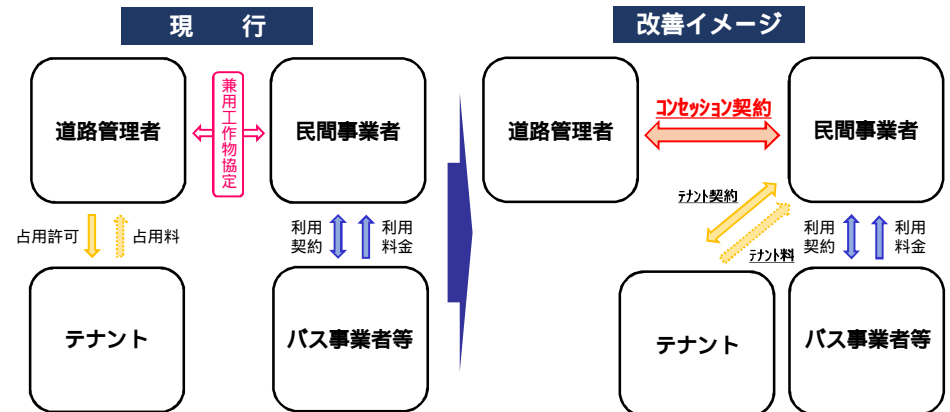 現　行
道路管理者
兼用工作物協定
民間事業者
占用許可
占用料
利用
契約
利用
料金
テナント
バス事業者等
改善イメージ
道路管理者
コンセッション契約
民間事業者
テナント契約
テナント料
利用
契約
利用
料金
テナント
バス事業者等